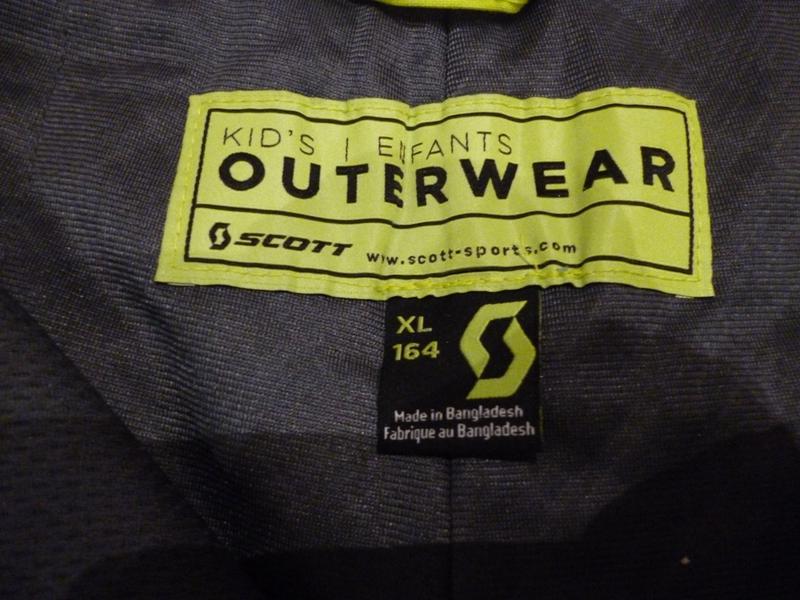 KID'S | ENFANTS
OUTERWEAR
SCOTT www.scott-sports.com
XL
164
Made in Bangladesh
Fabrique au Bangladesh